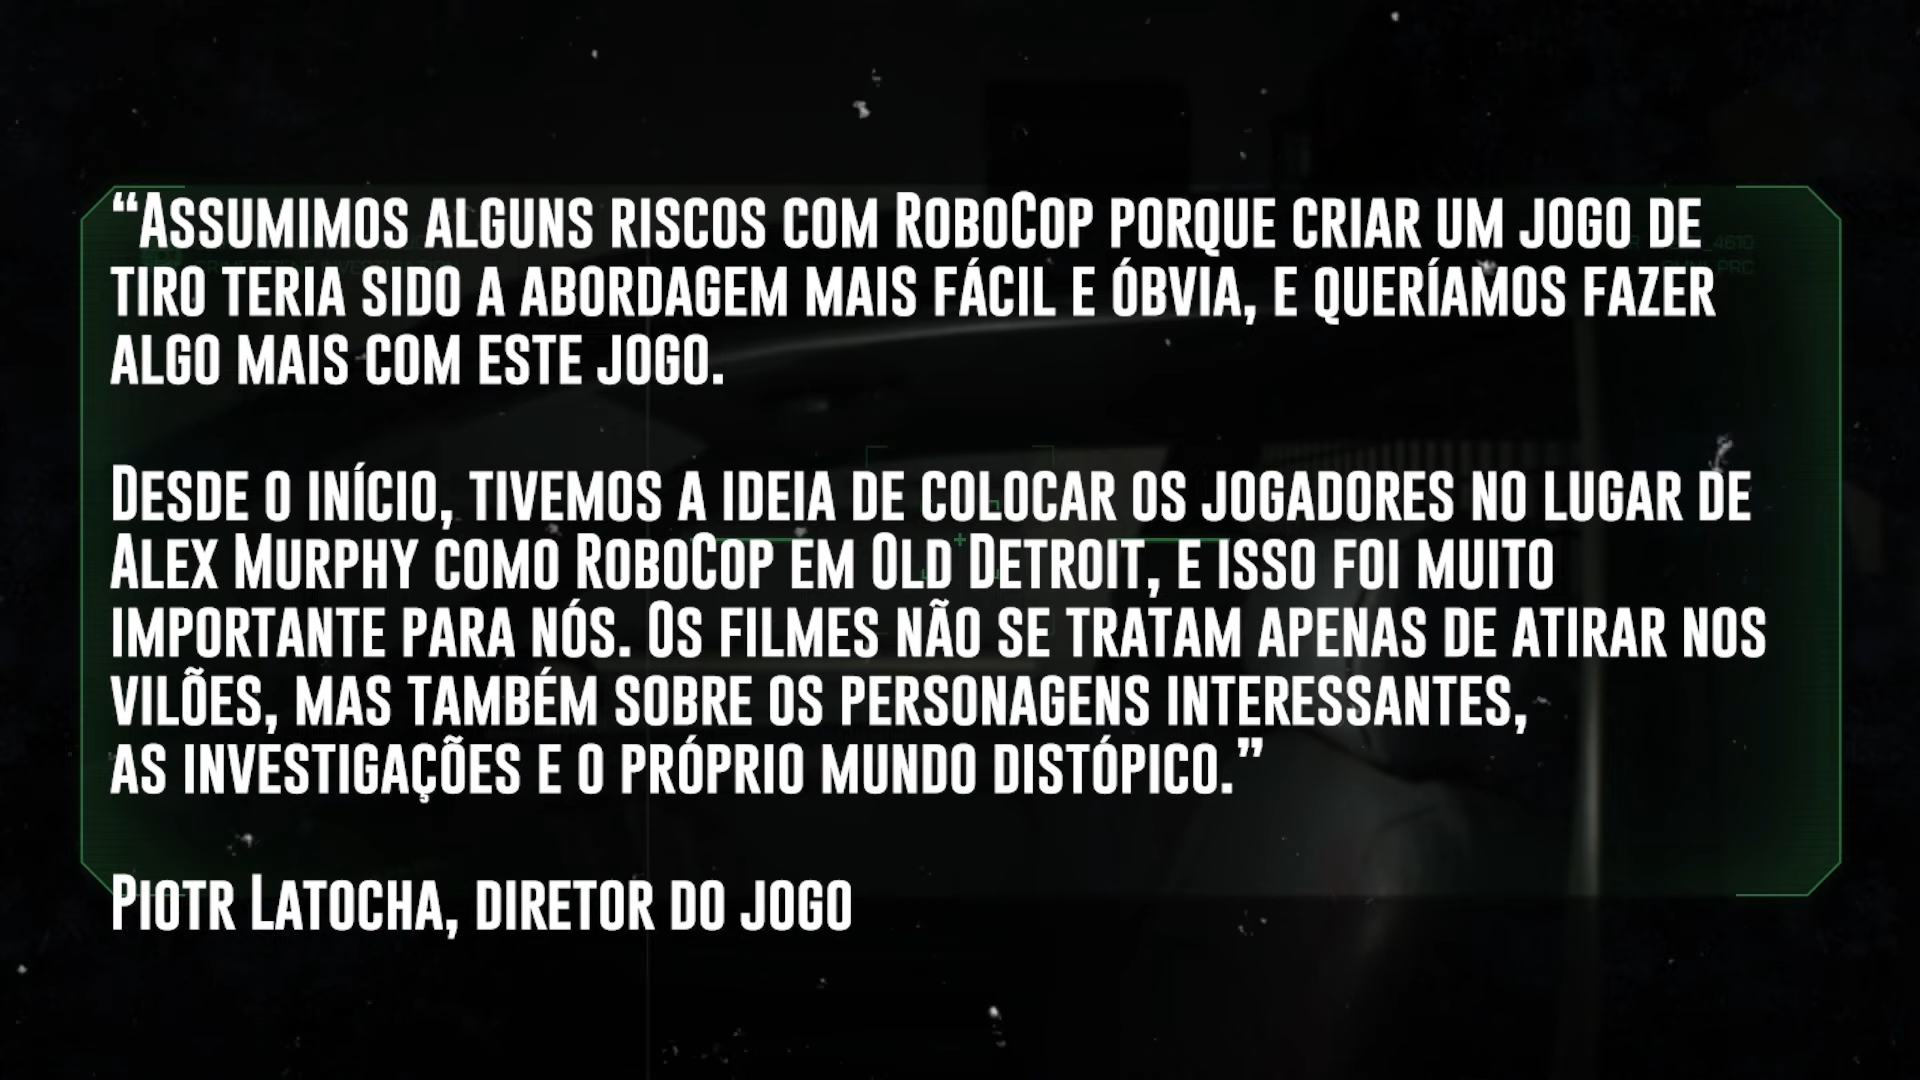 “Assumimos alguns riscos com RoboCop porque criar um jogo de
tiro teria sido a abordagem mais fácil e óbvia, e queríamos fazer
algo mais com este jogo.
Desde o início, tivemos a ideia de colocar os jogadores no lugar de
Alex Murphy como RoboCop em Old Detroit, e isso foi muito
importante para nós. Os filmes não se tratam apenas de atirar nos
vilões, mas também sobre os personagens interessantes,
as investigações e o próprio mundo distópico.”
Piotr Latocha, diretor do jogo